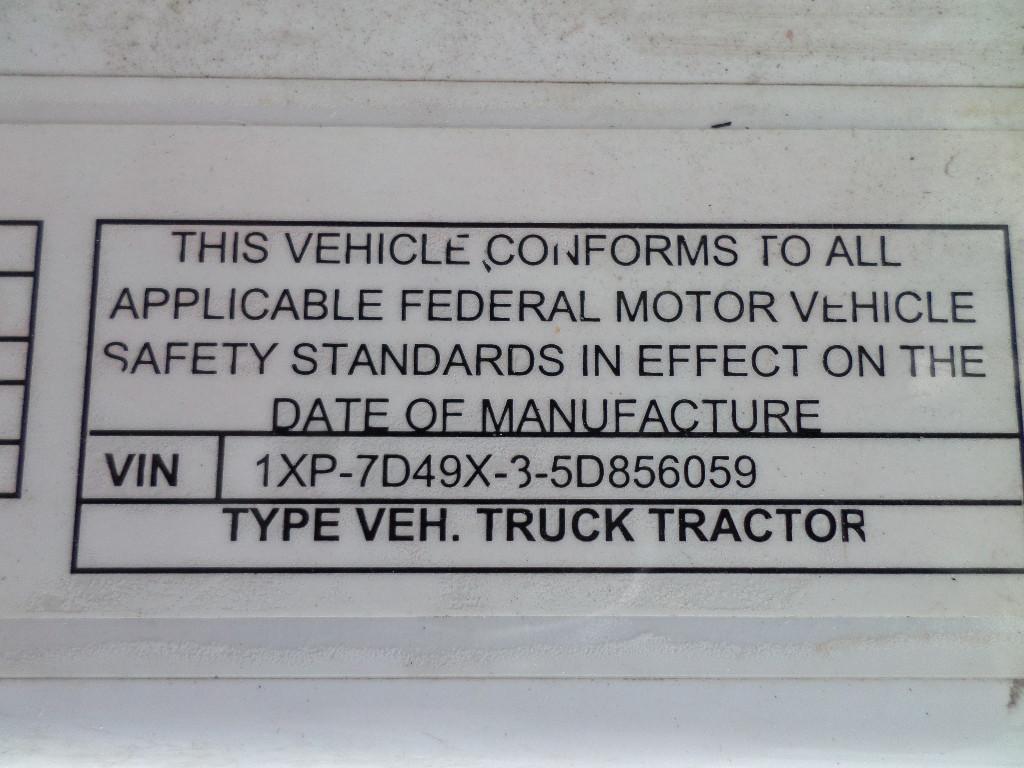 THIS VEHICLE CONFORMS TO ALL
APPLICABLE FEDERAL MOTOR VEHICLE
SAFETY STANDARDS IN EFFECT ON THE
DATE OF MANUFACTURE
VIN 1XP-7D49X-3-5D856059
TYPE VEH. TRUCK TRACTOR